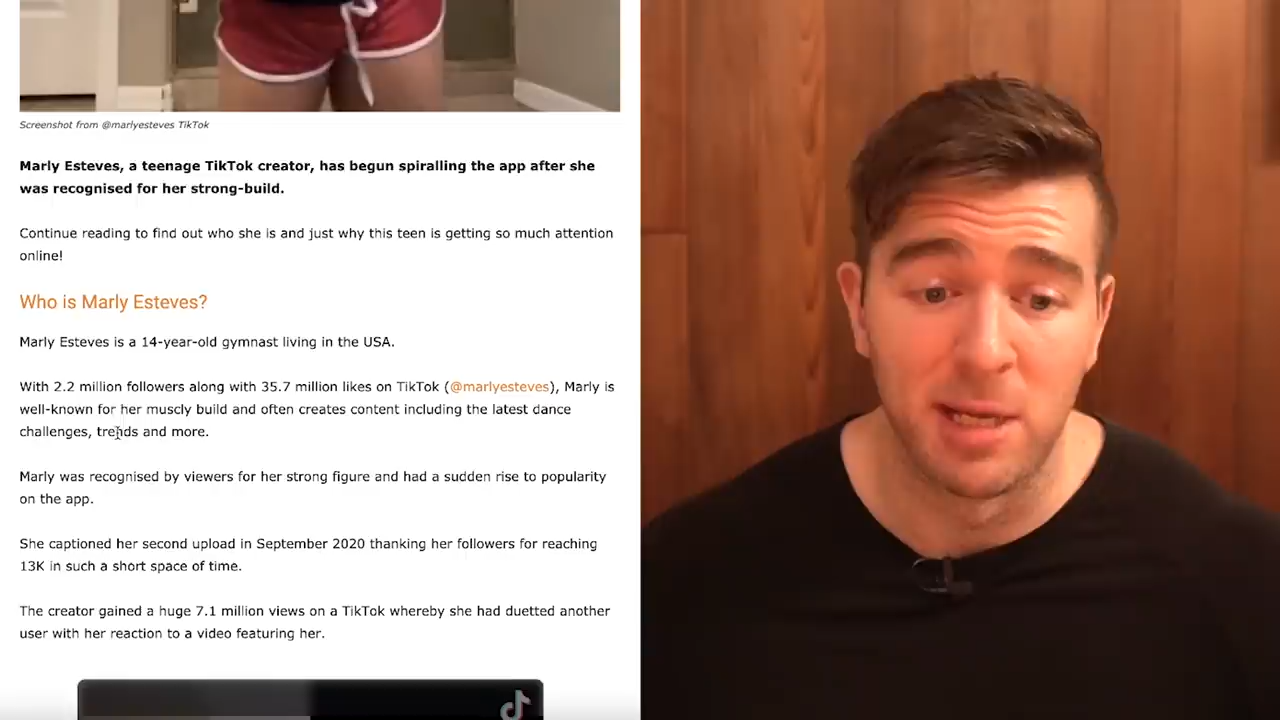 Screenshot from @marlyesteves TikTok
Marly Esteves, a teenage TikTok creator, has begun spiralling the app after she
was recognised for her strong-build.
Continue reading to find out who she is and just why this teen is getting so much attention
online!
Who is Marly Esteves?
Marly Esteves is a 14-year-old gymnast living in the USA.
With 2.2 million followers along with 35.7 million likes on TikTok (@marlyesteves), Marly is
well-known for her muscly build and often creates content including the latest dance
challenges, trends and more.
Marly was recognised by viewers for her strong figure and had a sudden rise to popularity
on the app.
She captioned her second upload in September 2020 thanking her followers for reaching
13K in such a short space of time.
The creator gained a huge 7.1 million views on a TikTok whereby she had duetted another
user with her reaction to a video featuring her.